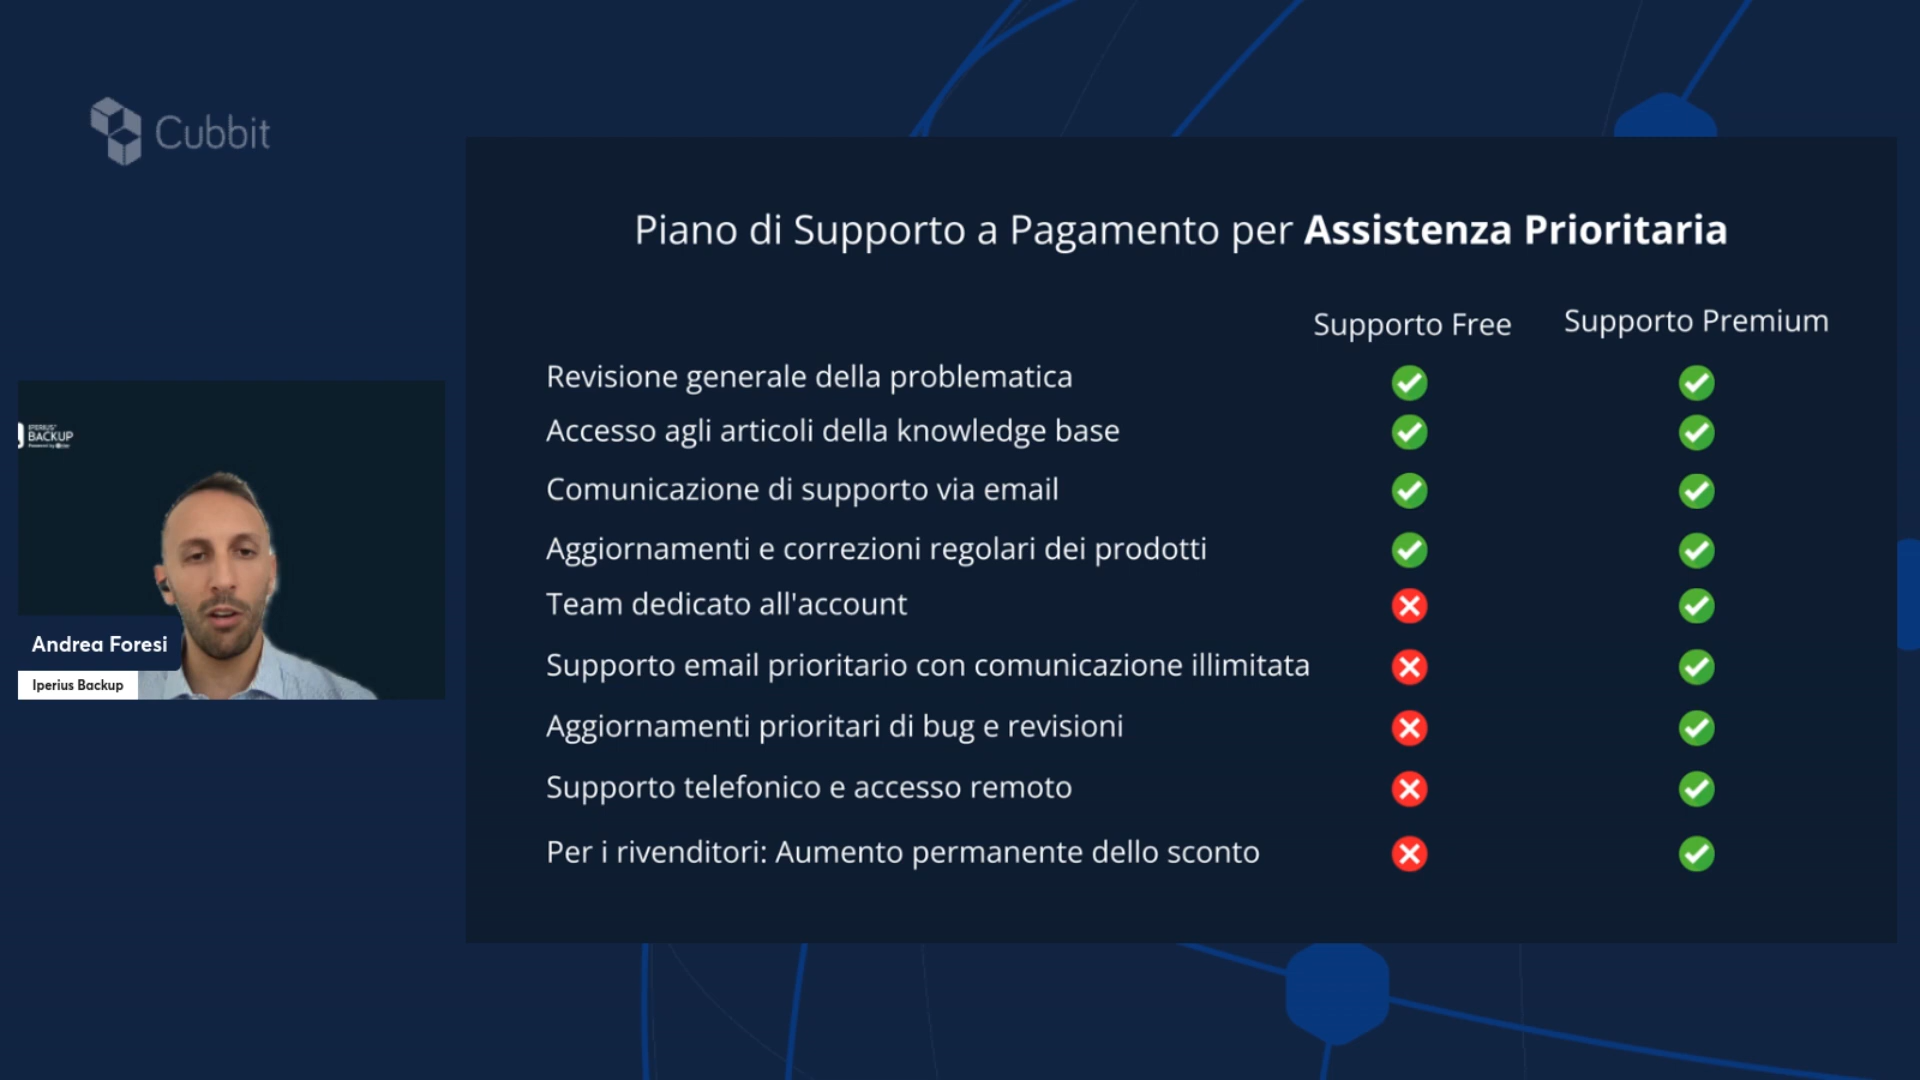 Cubbit
Piano di Supporto a Pagamento per Assistenza Prioritaria
Supporto Free
Supporto Premium
Revisione generale della problematica
Accesso agli articoli della knowledge base
Comunicazione di supporto via email
Aggiornamenti e correzioni regolari dei prodotti
Team dedicato all'account
Supporto email prioritario con comunicazione illimitata
Aggiornamenti prioritari di bug e revisioni
Supporto telefonico e accesso remoto
Per i rivenditori: Aumento permanente dello sconto
IPERIUS
BACKUP
Powered by
Andrea Foresi
Iperius Backup